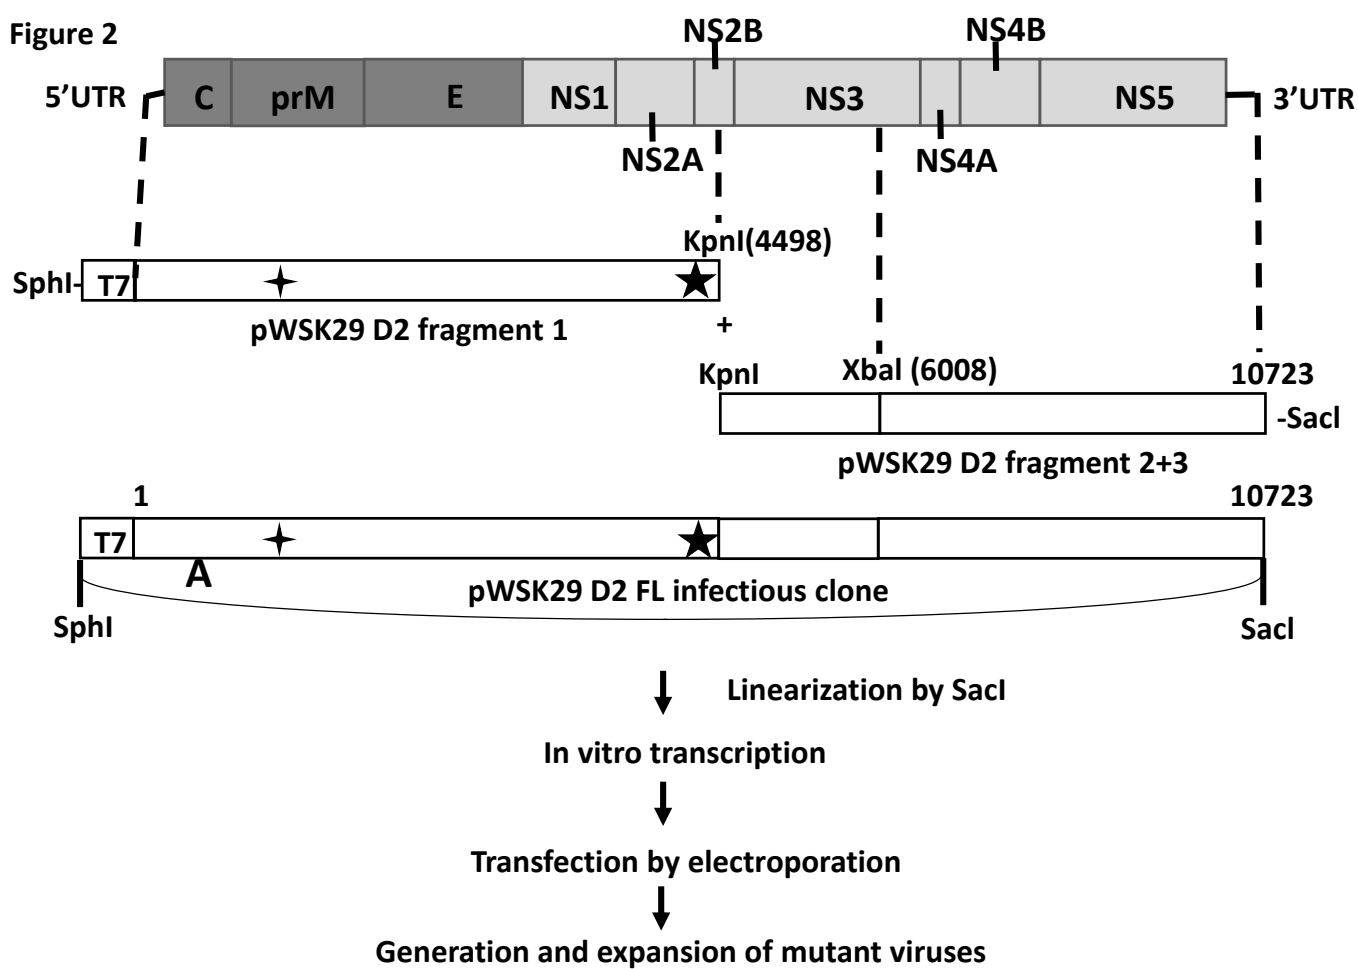 Figure 2
NS2B
NS4B
5'UTR
C
prM
E
NS1
NS3
NS5
3'UTR
NS2A
NS4A
KpnI(4498)
SphI-
T7
pWSK29 D2 fragment 1
+
KpnI
XbaI (6008)
10723
-SacI
pWSK29 D2 fragment 2+3
1
10723
T7
A
pWSK29 D2 FL infectious clone
SphI
SacI
Linearization by SacI
In vitro transcription
Transfection by electroporation
Generation and expansion of mutant viruses